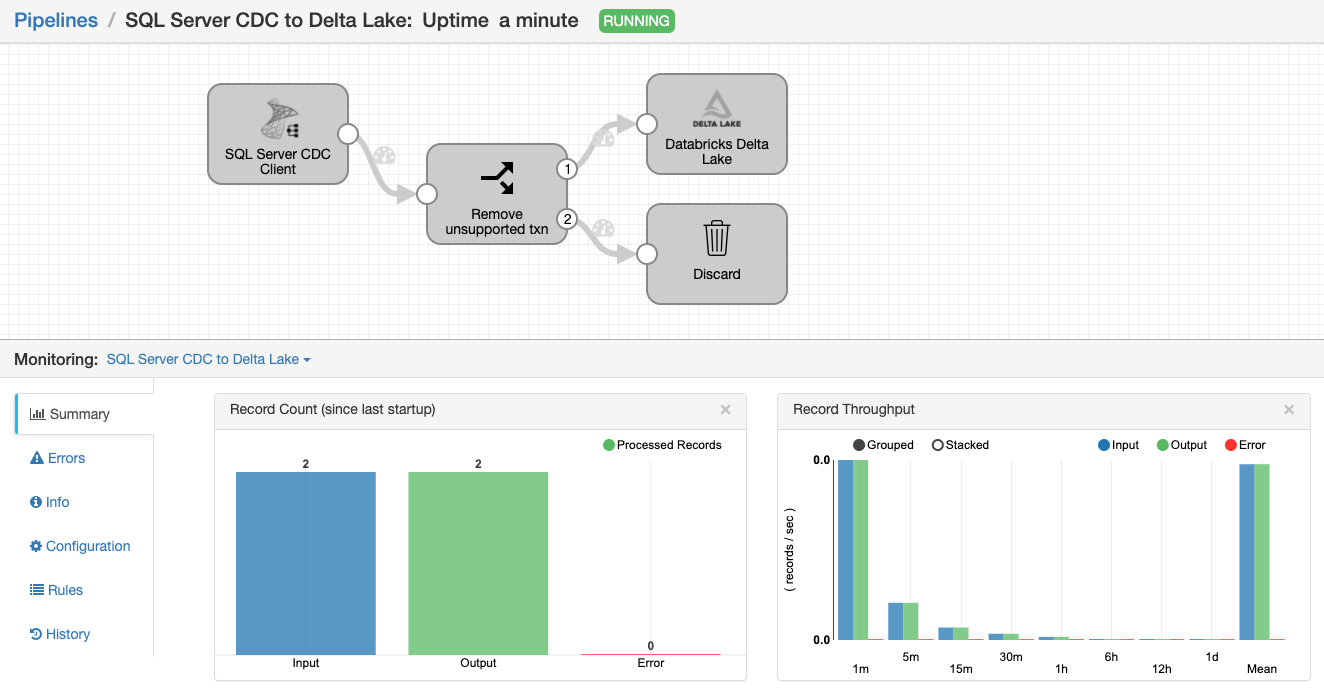 Pipelines / SQL Server CDC to Delta Lake: Uptime a minute RUNNING
SQL Server CDC
Client
Remove
unsupported txn
1
2
DELTA LAKE
Databricks Delta
Lake
Discard
Monitoring: SQL Server CDC to Delta Lake
Summary
Errors
Info
Configuration
Rules
History
Record Count (since last startup) ×
Processed Records
2
2
0
Input
Output
Error
Record Throughput ×
Grouped Stacked Input Output Error
0.0
( records / sec )
0.0
1m
5m
15m
30m
1h
6h
12h
1d
Mean